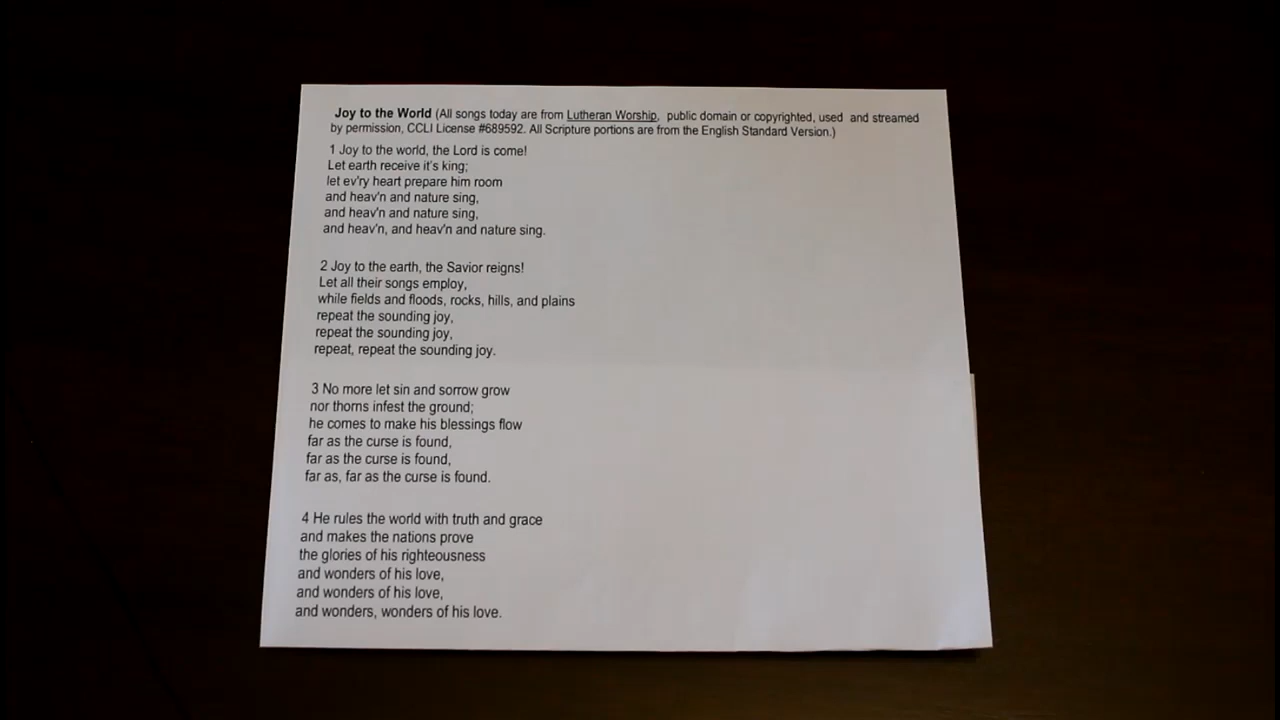 Joy to the World (All songs today are from Lutheran Worship, public domain or copyrighted, used and streamed
by permission, CCLI License #689592. All Scripture portions are from the English Standard Version.)
1 Joy to the world, the Lord is come!
Let earth receive it's king;
let ev'ry heart prepare him room
and heav'n and nature sing,
and heav'n and nature sing,
and heav'n, and heav'n and nature sing.
2 Joy to the earth, the Savior reigns!
Let all their songs employ,
while fields and floods, rocks, hills, and plains
repeat the sounding joy,
repeat the sounding joy,
repeat, repeat the sounding joy.
3 No more let sin and sorrow grow
nor thorns infest the ground;
he comes to make his blessings flow
far as the curse is found,
far as the curse is found,
far as, far as the curse is found.
4 He rules the world with truth and grace
and makes the nations prove
the glories of his righteousness
and wonders of his love,
and wonders of his love,
and wonders, wonders of his love.